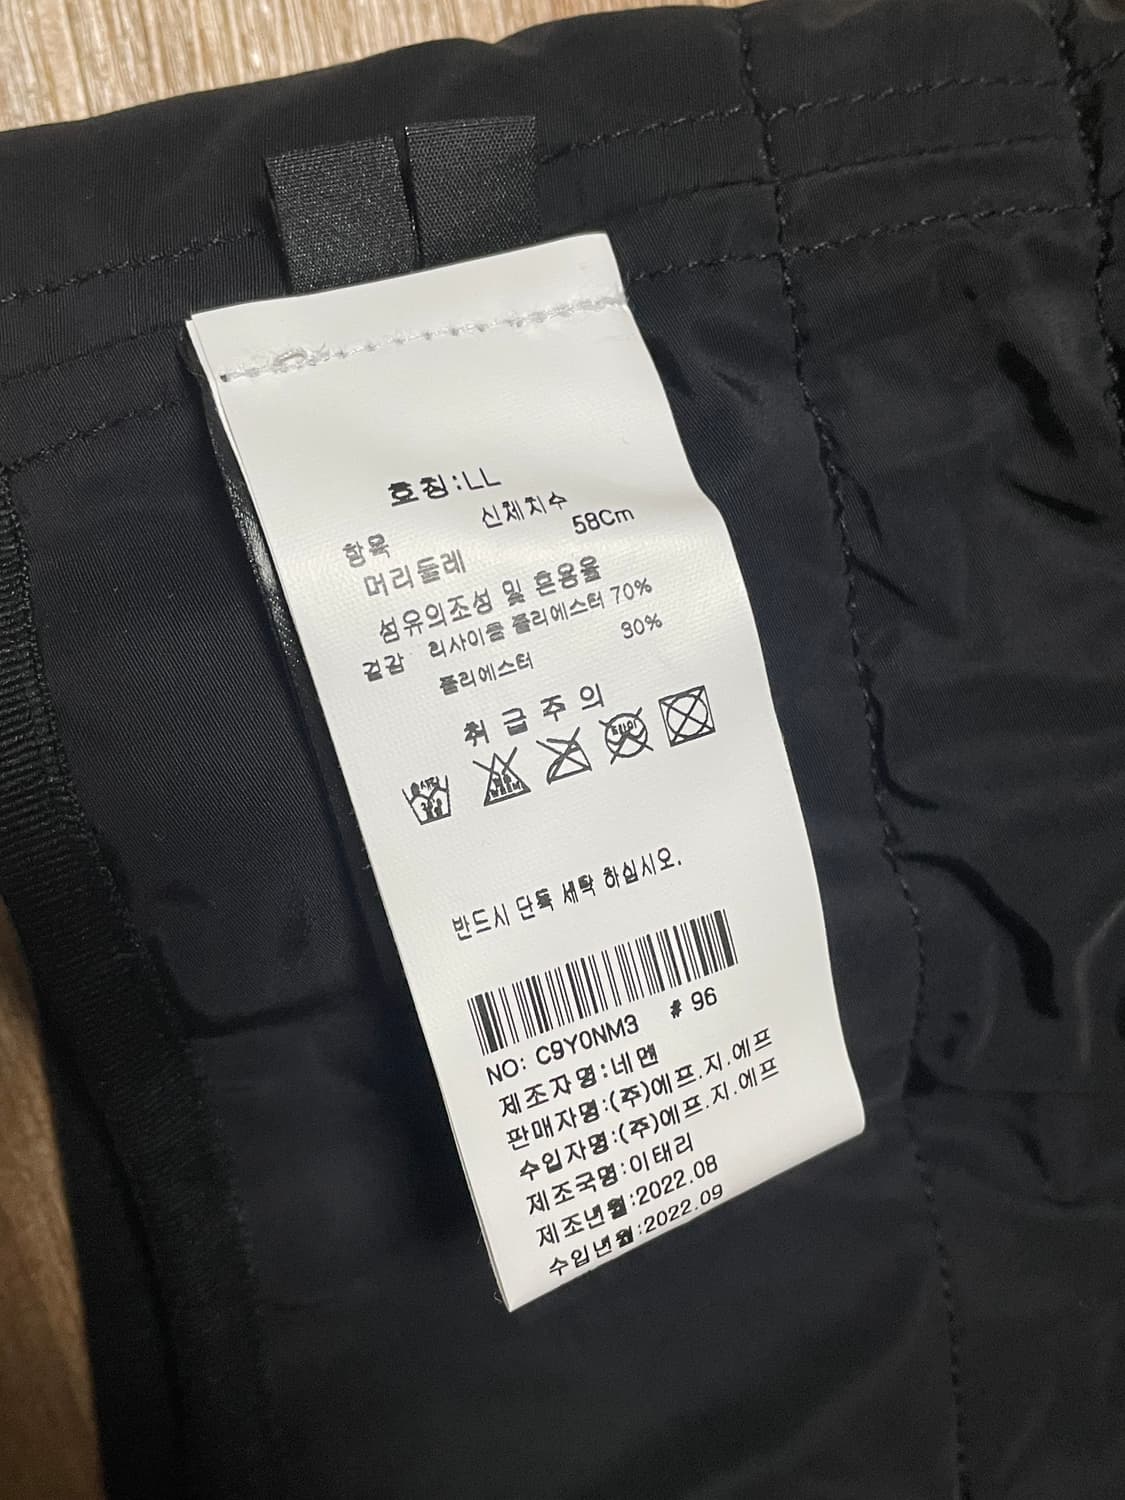 호칭:LL
신체치수
항목 58Cm
머리둘레
섬유의조성 및 혼용율
겉감 리사이클 폴리에스터 70%
폴리에스터 30%
취급주의
반드시 단독 세탁 하십시오.
NO: C9Y0NM3 # 96
제조자명:네멘
판매자명:(주)에프.지.에프
수입자명:(주)에프.지.에프
제조국명:이태리
제조년월:2022.08
수입년월:2022.09